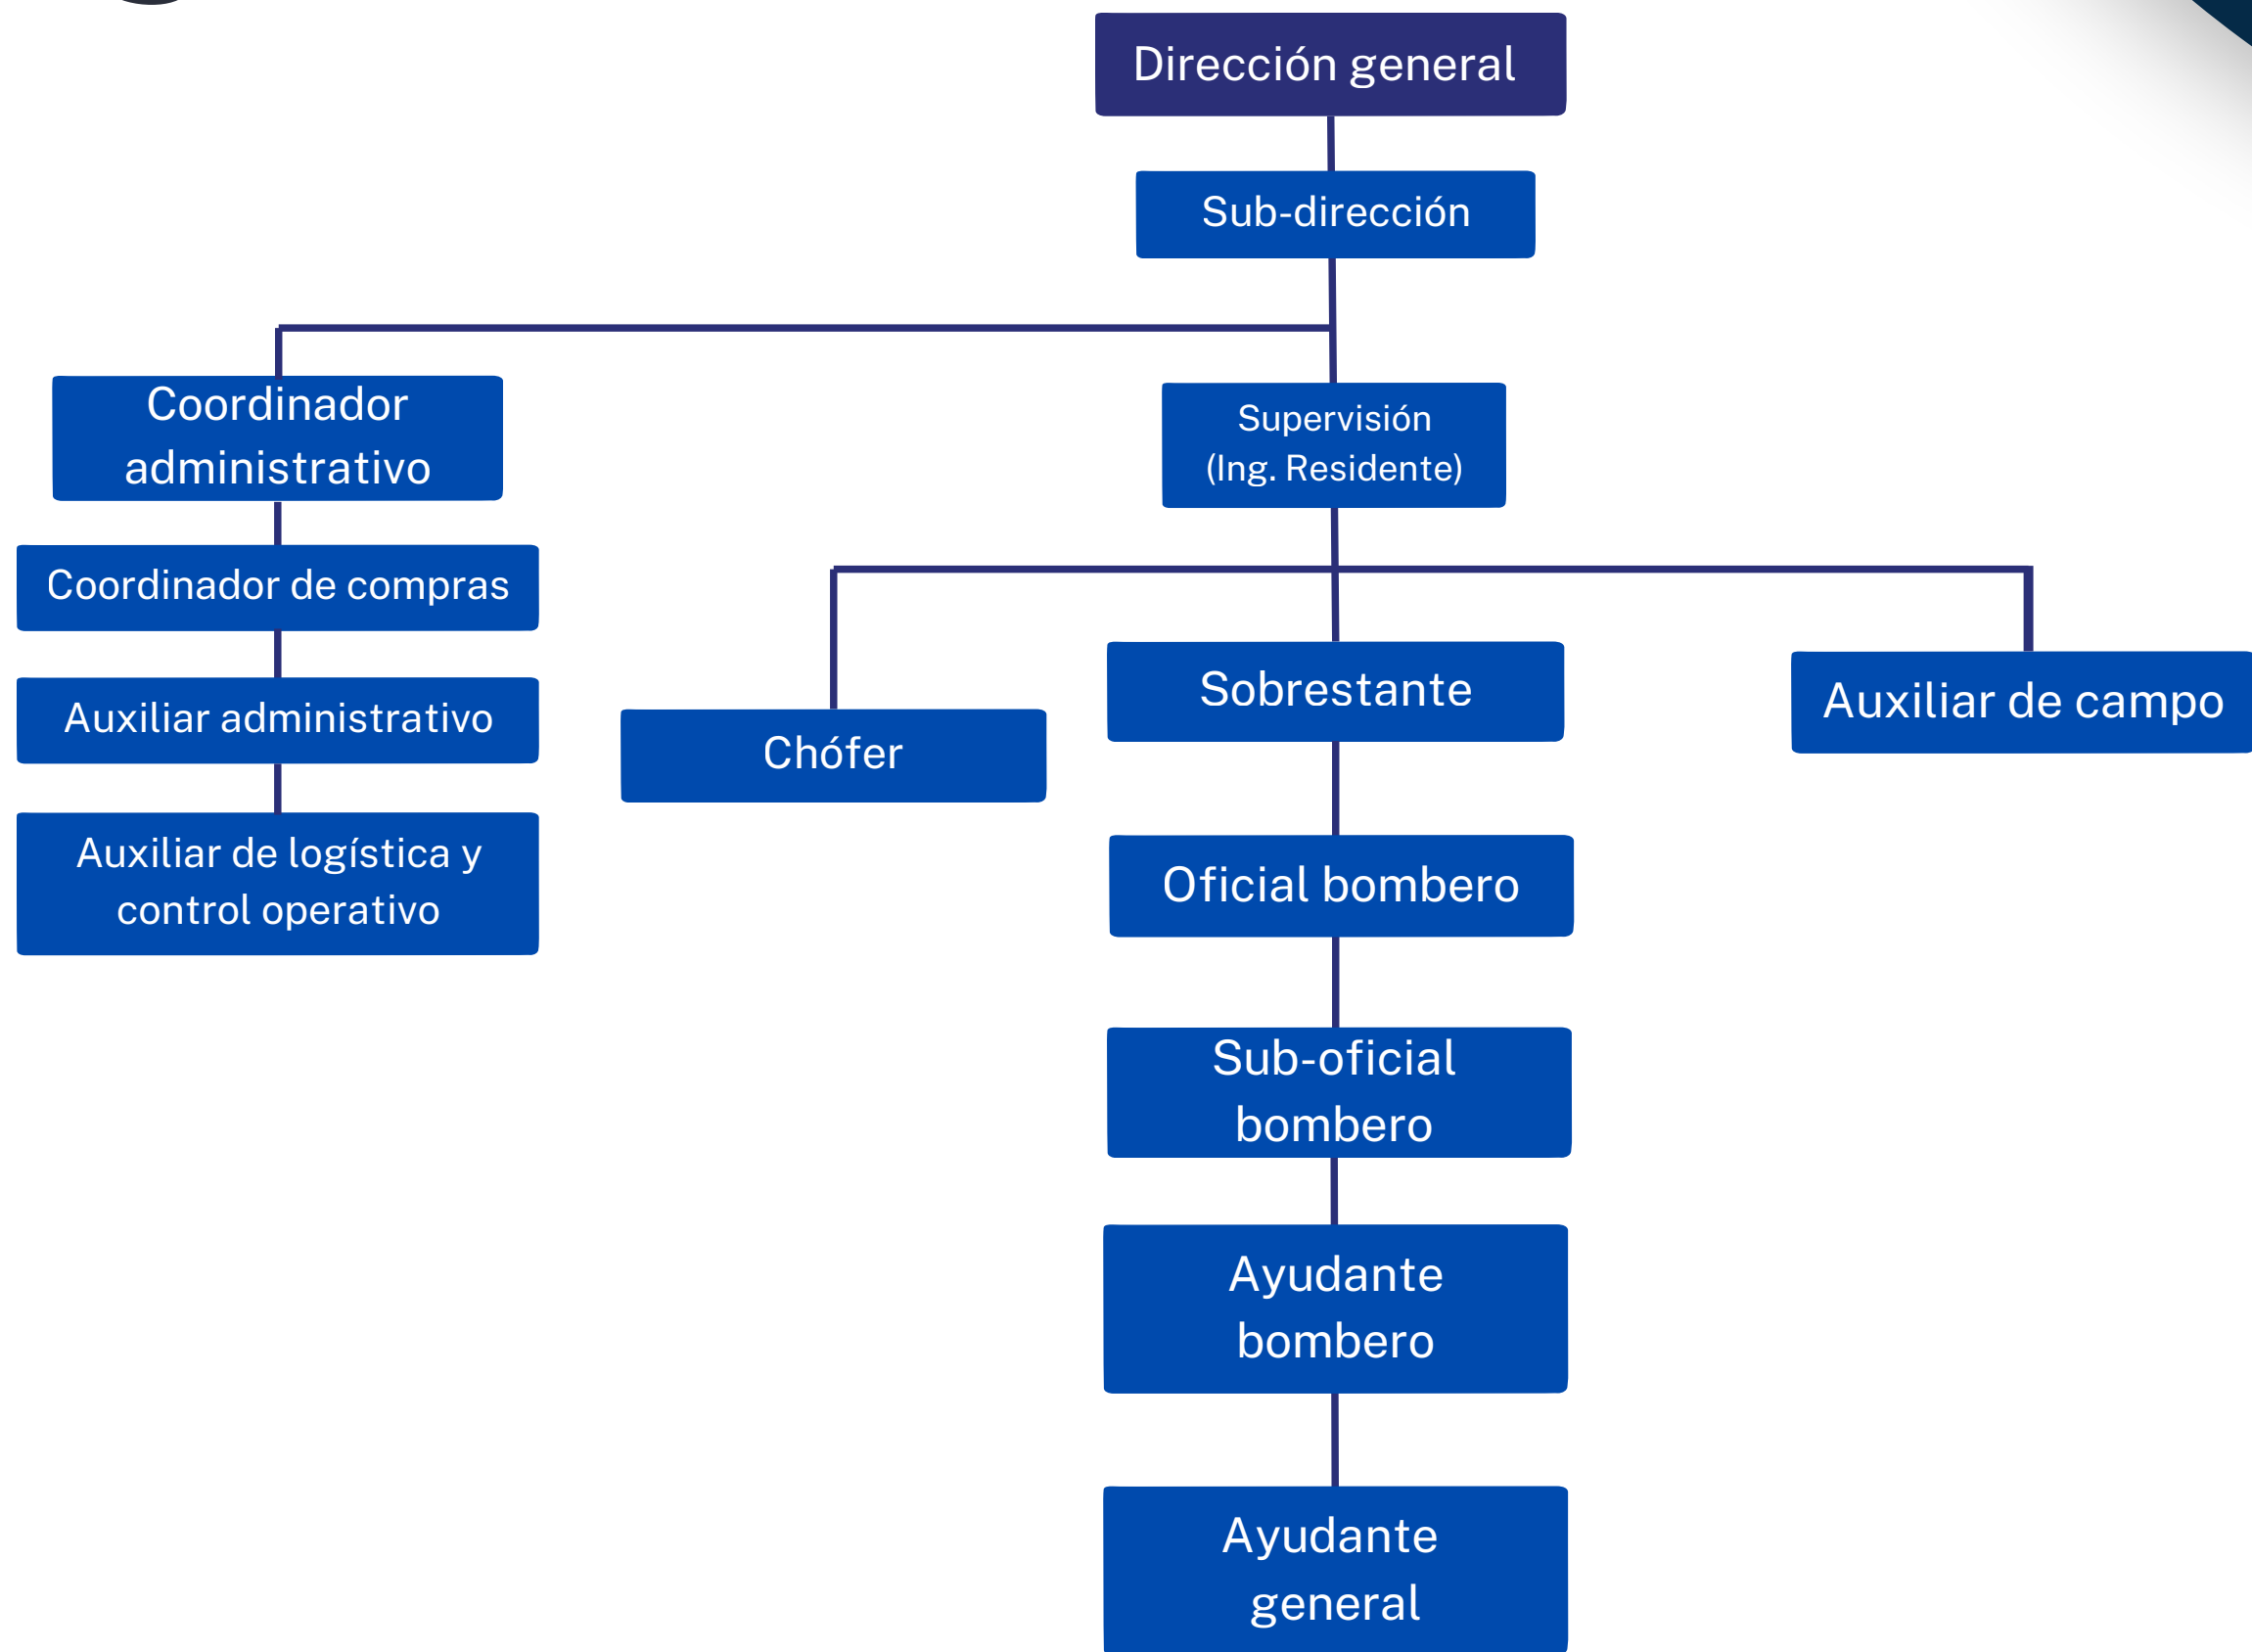 Dirección general
Sub-dirección
Coordinador
administrativo
Supervisión
(Ing. Residente)
Coordinador de compras
Auxiliar administrativo
Auxiliar de logística y
control operativo
Chófer
Sobrestante
Auxiliar de campo
Oficial bombero
Sub-oficial
bombero
Ayudante
bombero
Ayudante
general